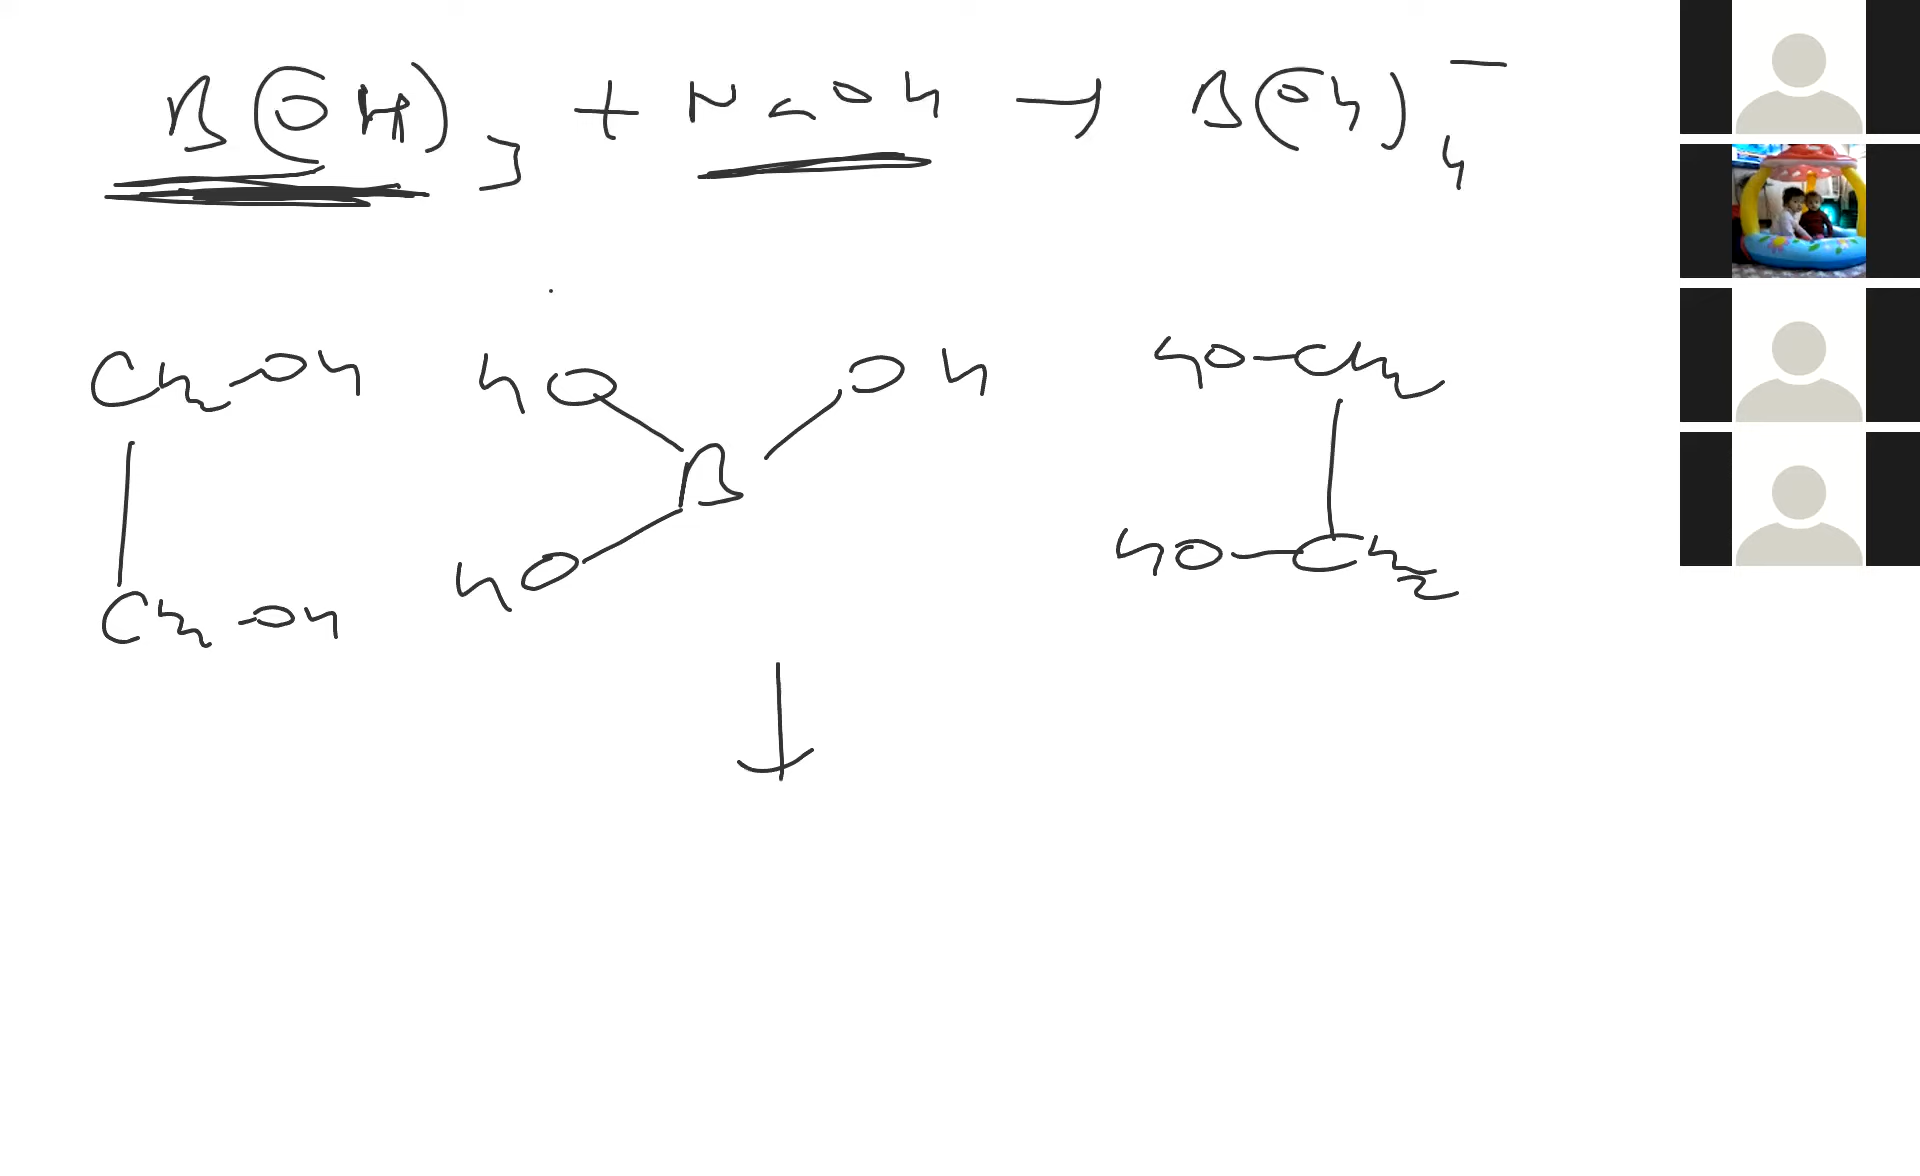 B(OH)₃ + NaOH → B(OH)₄⁻
CH₂-OH HO OH HO-CH₂
B
HO HO-CH₂
CH₂-OH